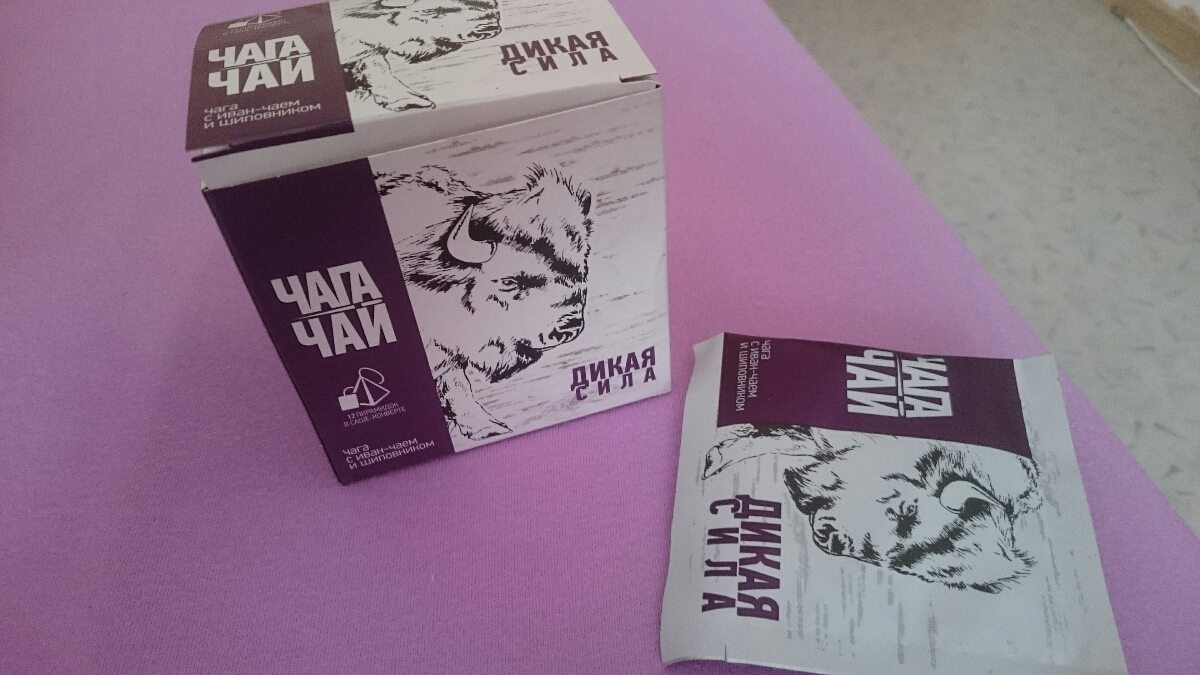 ЧАГА
ЧАЙ
чага
с иван-чаем
и шиповником
ДИКАЯ
СИЛА
ЧАГА
ЧАЙ
12 ПИРАМИДОК
В САШЕ-КОНВЕРТЕ
чага
с иван-чаем
и шиповником
ДИКАЯ
СИЛА
ЧАГА
ЧАЙ
чага
с иван-чаем
и шиповником
ДИКАЯ
СИЛА